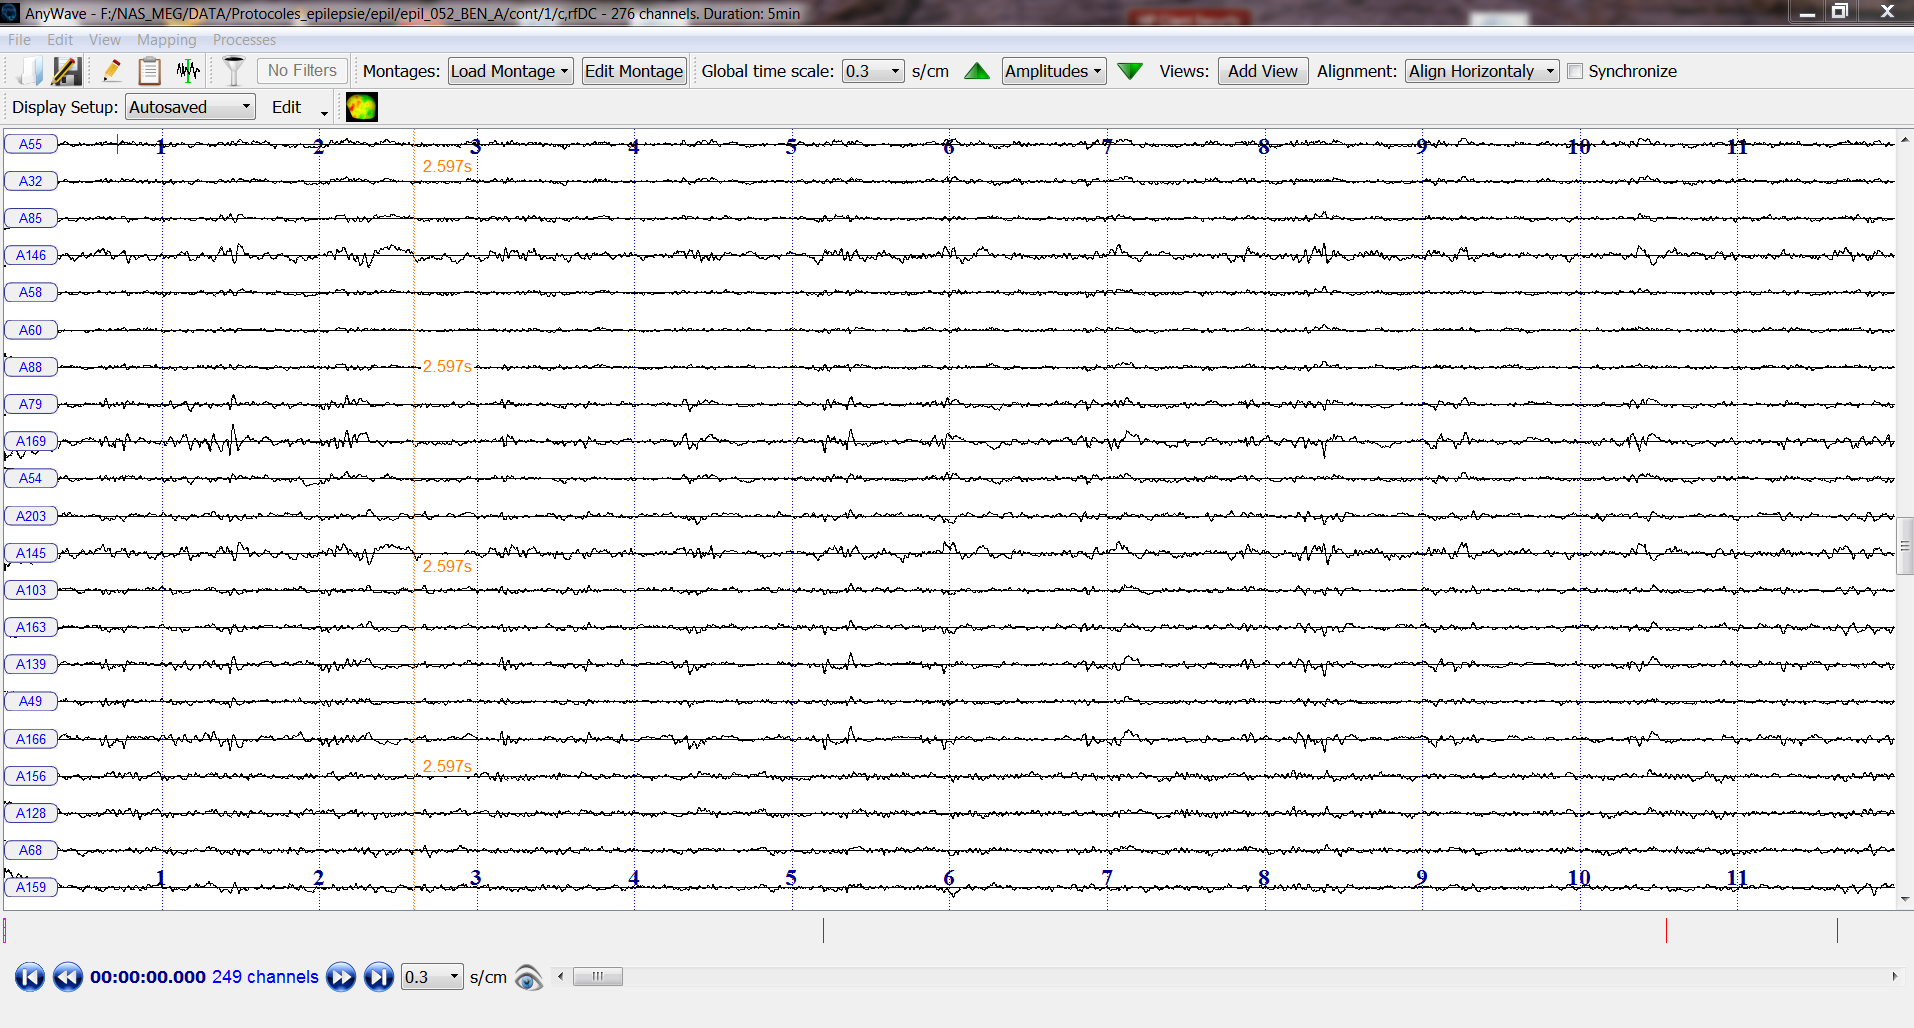 AnyWave - F:/NAS_MEG/DATA/Protocoles_epilepsie/epil/epil_052_BEN_A/cont/1/c,rfDC - 276 channels. Duration: 5min
File Edit View Mapping Processes
No Filters Montages: Load Montage Edit Montage Global time scale: 0.3 s/cm Amplitudes Views: Add View Alignment: Align Horizontaly Synchronize
Display Setup: Autosaved Edit
A55 1 2 3 4 5 6 7 8 9 10 11
2.597s
A32
A85
A146
A58
A60
A88 2.597s
A79
A169
A54
A203
A145
2.597s
A103
A163
A139
A49
A166
2.597s
A156
A128
A68
1 2 3 4 5 6 7 8 9 10 11
A159
00:00:00.000 249 channels 0.3 s/cm